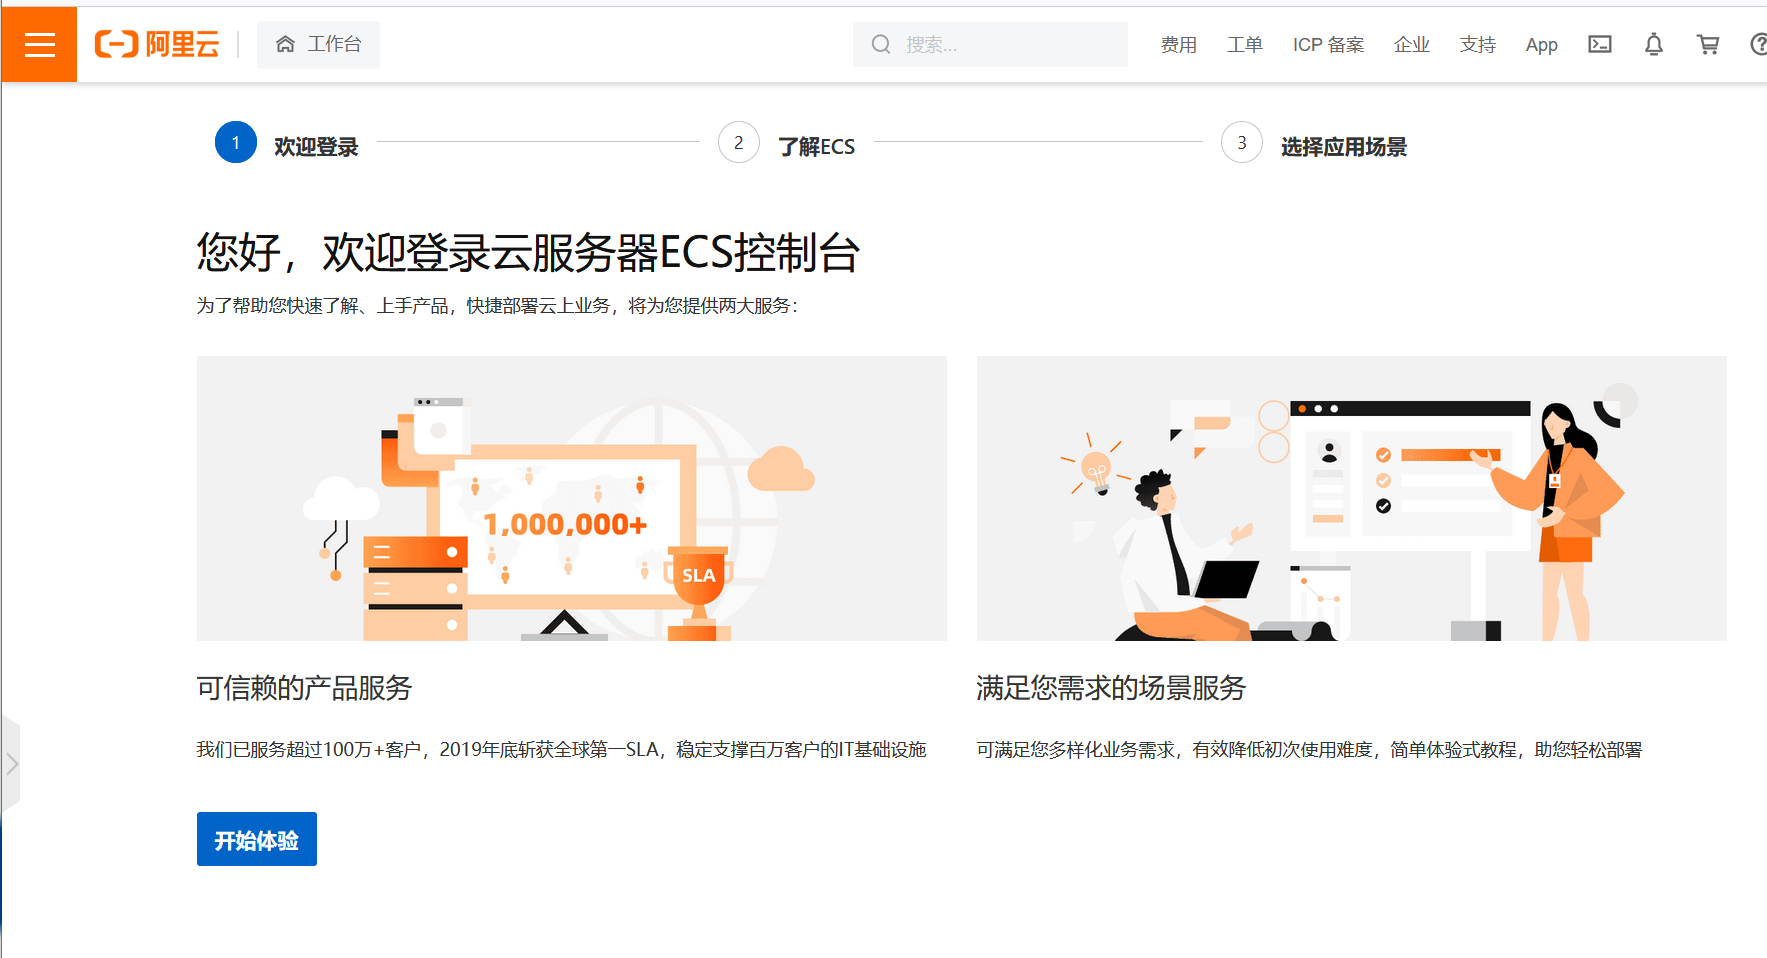 阿里云
工作台
搜索...
费用 工单 ICP 备案 企业 支持 App
1 欢迎登录
2 了解ECS
3 选择应用场景
您好，欢迎登录云服务器ECS控制台
为了帮助您快速了解、上手产品，快捷部署云上业务，将为您提供两大服务：
1,000,000+
SLA
可信赖的产品服务
我们已服务超过100万+客户，2019年底斩获全球第一SLA，稳定支撑百万客户的IT基础设施
满足您需求的场景服务
可满足您多样化业务需求，有效降低初次使用难度，简单体验式教程，助您轻松部署
开始体验